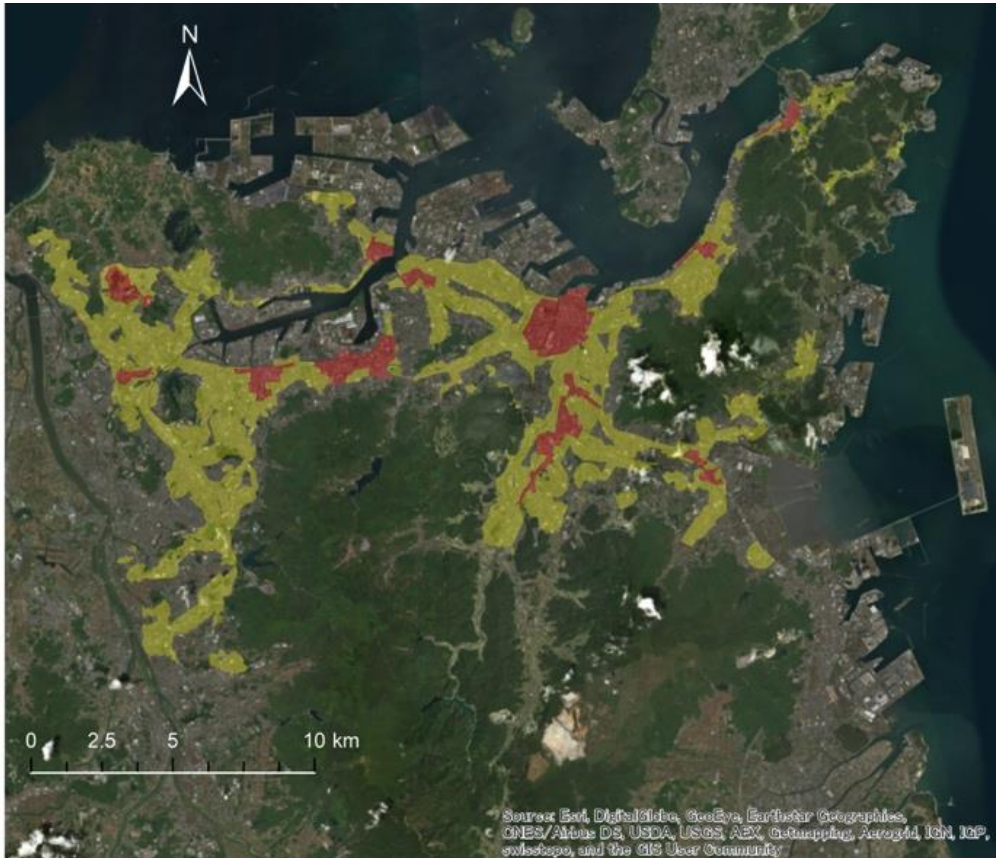 N
0 2.5 5 10 km
Source: Esri, DigitalGlobe, GeoEye, Earthstar Geographics,
CNES/Airbus DS, USDA, USGS, AEX, Getmapping, Aerogrid, IGN, IGP,
swisstopo, and the GIS User Community